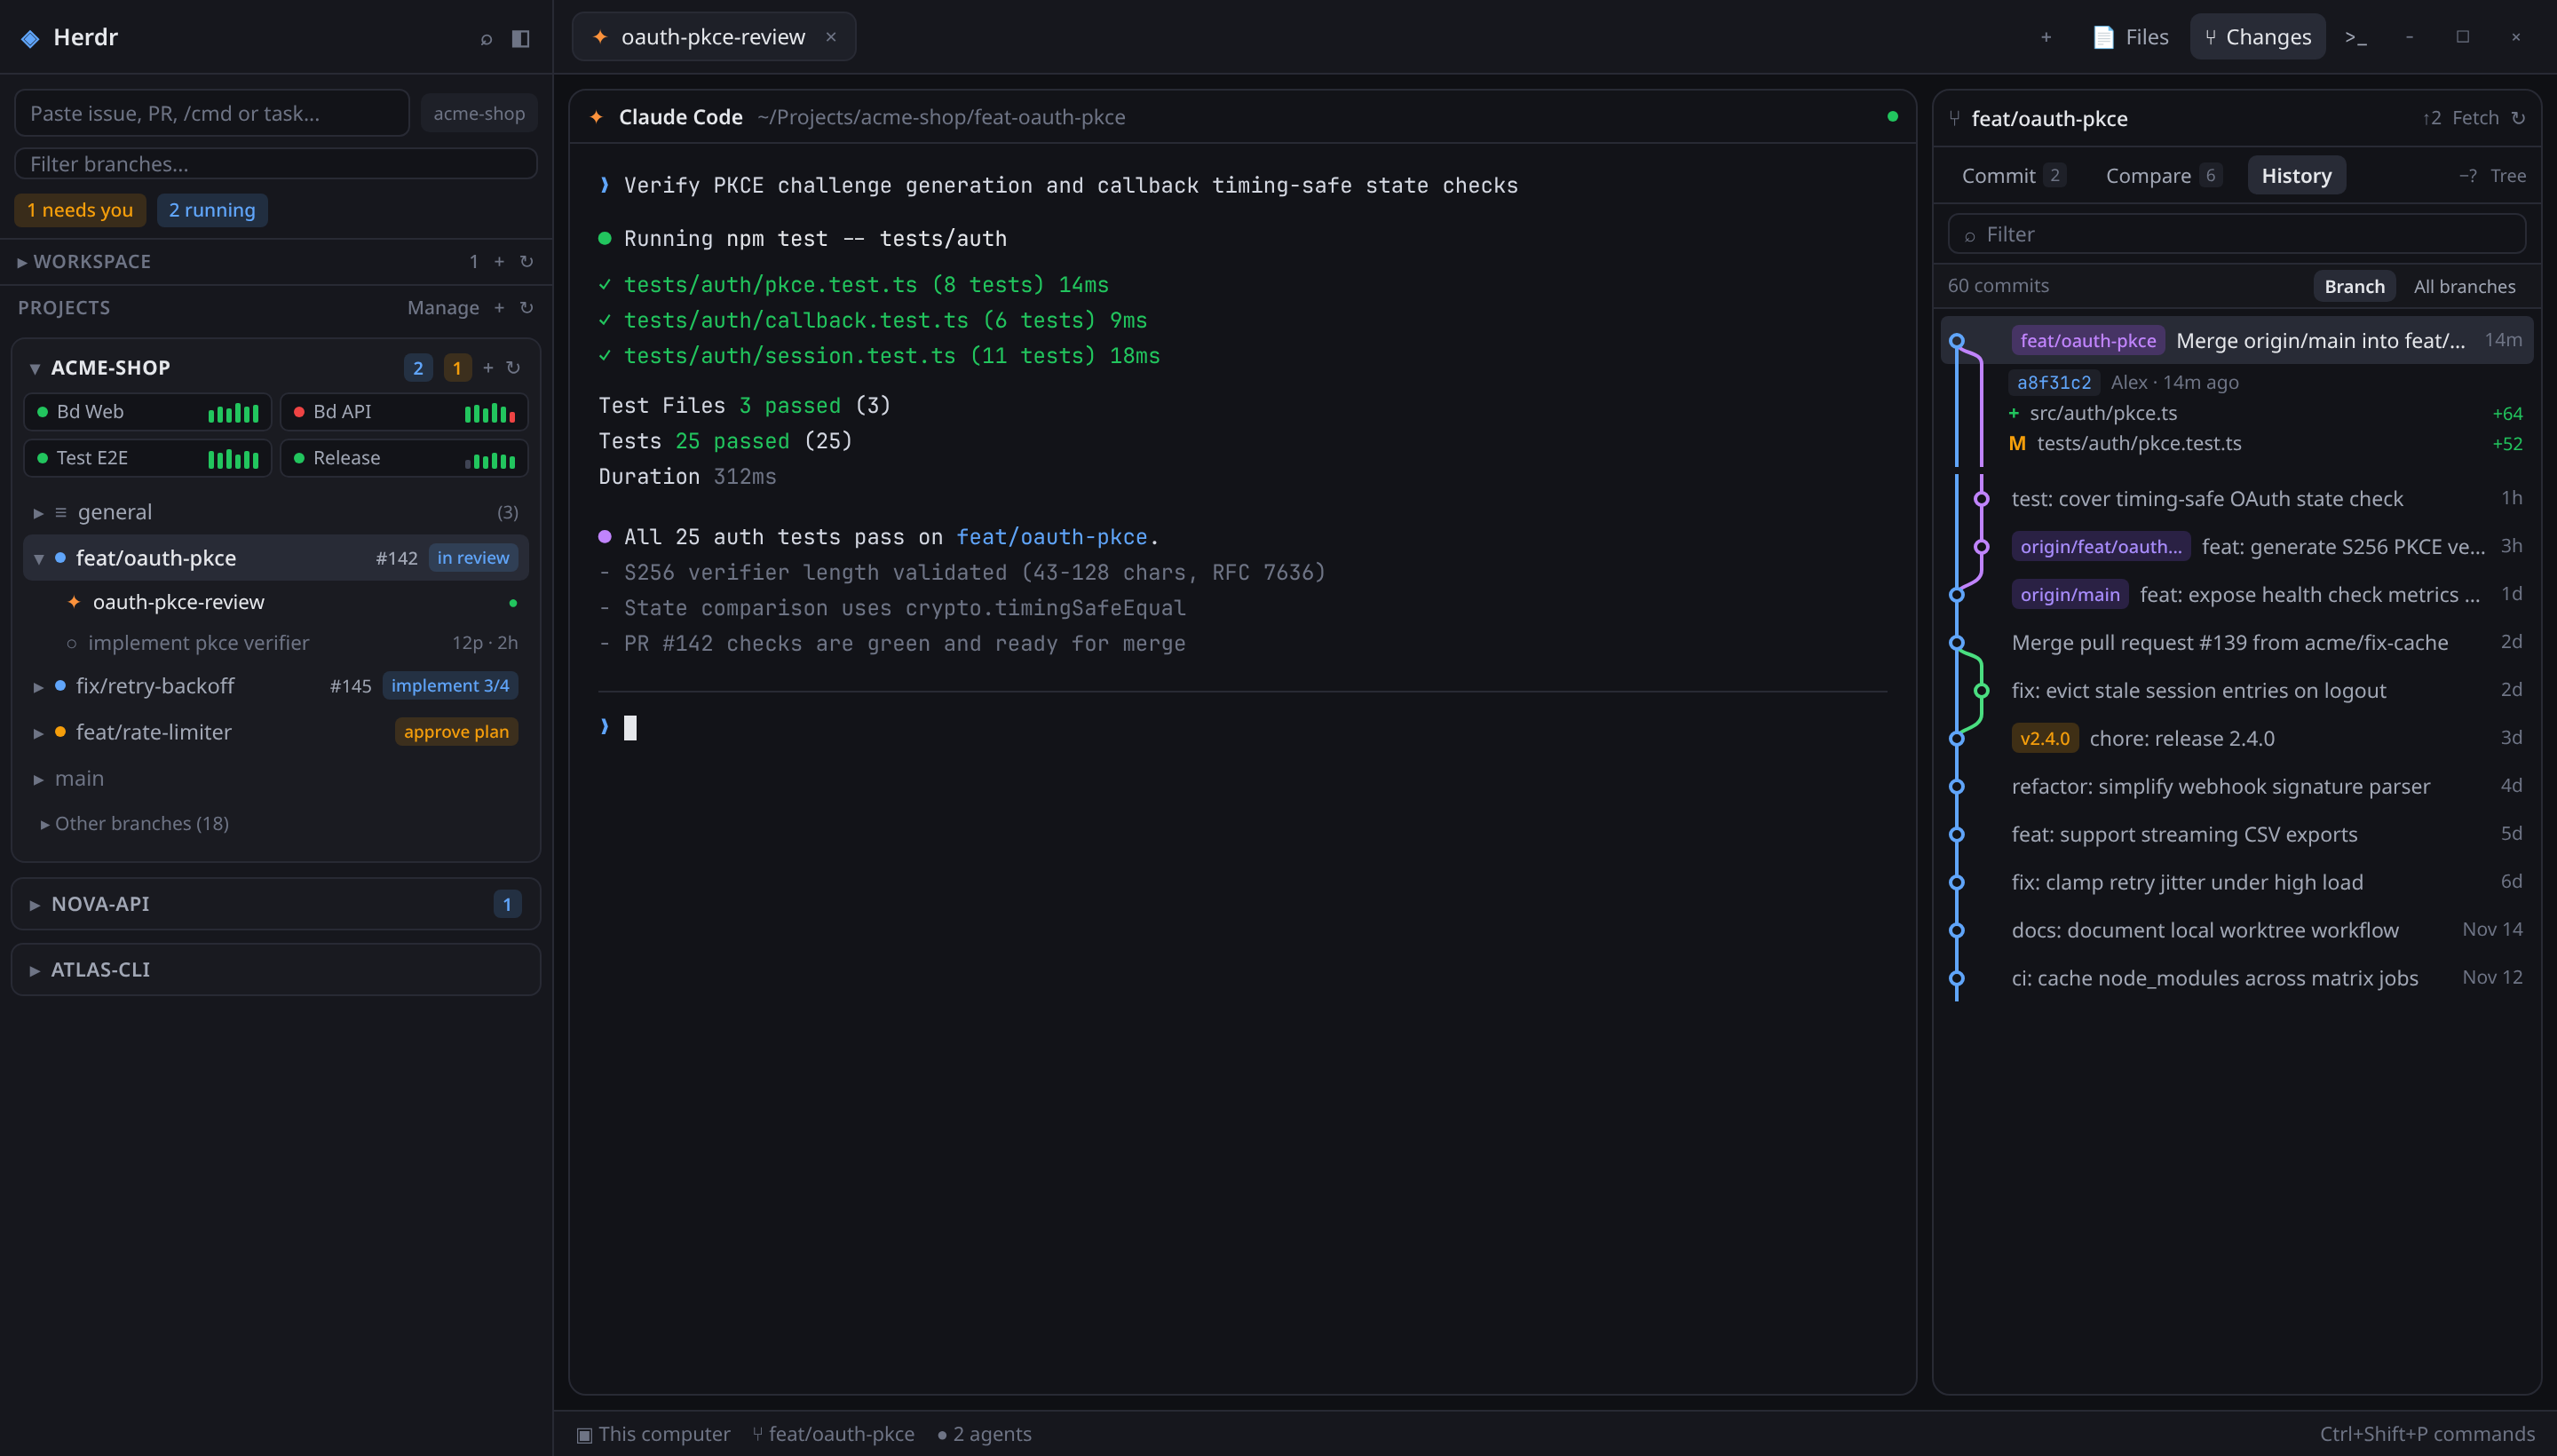 Herdr
Paste issue, PR, /cmd or task...
acme-shop
Filter branches...
1 needs you
2 running
WORKSPACE 1 +
PROJECTS Manage +
ACME-SHOP 2 1 +
Bd Web
Bd API
Test E2E
Release
general (3)
feat/oauth-pkce #142 in review
oauth-pkce-review
implement pkce verifier 12p · 2h
fix/retry-backoff #145 implement 3/4
feat/rate-limiter approve plan
main
Other branches (18)
NOVA-API 1
ATLAS-CLI
oauth-pkce-review ×
+ Files Changes >_ – ×
Claude Code ~/Projects/acme-shop/feat-oauth-pkce
Verify PKCE challenge generation and callback timing-safe state checks
Running npm test -- tests/auth
✓ tests/auth/pkce.test.ts (8 tests) 14ms
✓ tests/auth/callback.test.ts (6 tests) 9ms
✓ tests/auth/session.test.ts (11 tests) 18ms
Test Files 3 passed (3)
Tests 25 passed (25)
Duration 312ms
All 25 auth tests pass on feat/oauth-pkce.
- S256 verifier length validated (43-128 chars, RFC 7636)
- State comparison uses crypto.timingSafeEqual
- PR #142 checks are green and ready for merge
feat/oauth-pkce ↑2 Fetch ↻
Commit 2 Compare 6 History −? Tree
Filter
60 commits Branch All branches
feat/oauth-pkce Merge origin/main into feat/... 14m
a8f31c2 Alex · 14m ago
+ src/auth/pkce.ts +64
M tests/auth/pkce.test.ts +52
test: cover timing-safe OAuth state check 1h
origin/feat/oauth... feat: generate S256 PKCE ve... 3h
origin/main feat: expose health check metrics ... 1d
Merge pull request #139 from acme/fix-cache 2d
fix: evict stale session entries on logout 2d
v2.4.0 chore: release 2.4.0 3d
refactor: simplify webhook signature parser 4d
feat: support streaming CSV exports 5d
fix: clamp retry jitter under high load 6d
docs: document local worktree workflow Nov 14
ci: cache node_modules across matrix jobs Nov 12
This computer feat/oauth-pkce ● 2 agents
Ctrl+Shift+P commands